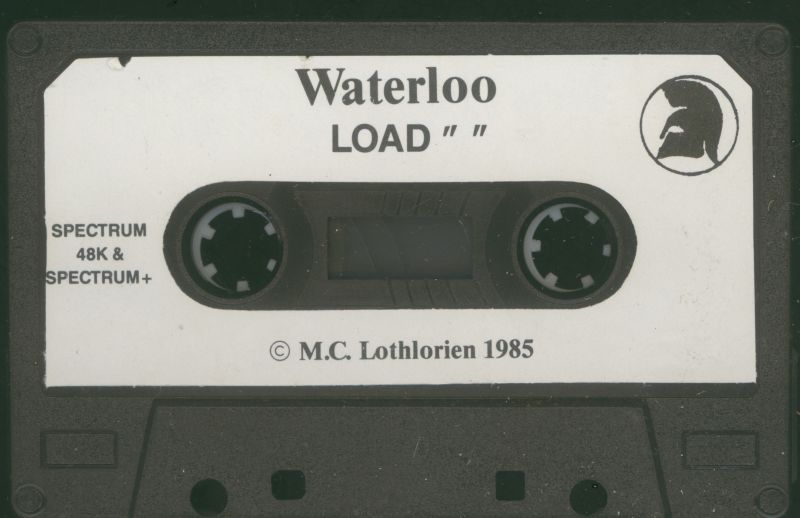 Waterloo
LOAD " "
SPECTRUM
48K &
SPECTRUM+
© M.C. Lothlorien 1985